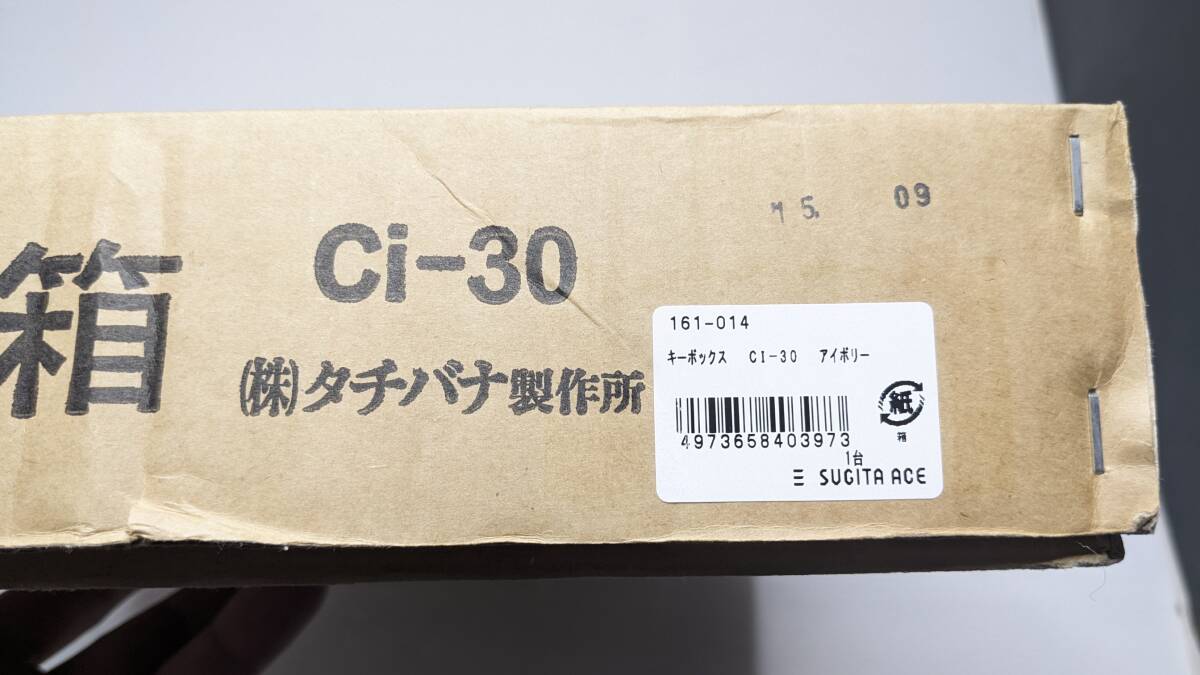 箱
Ci-30
(株)タチバナ製作所
5. 09
161-014
キーボックス CI-30 アイボリー
紙
箱
4973658403973
1台
SUGITA ACE